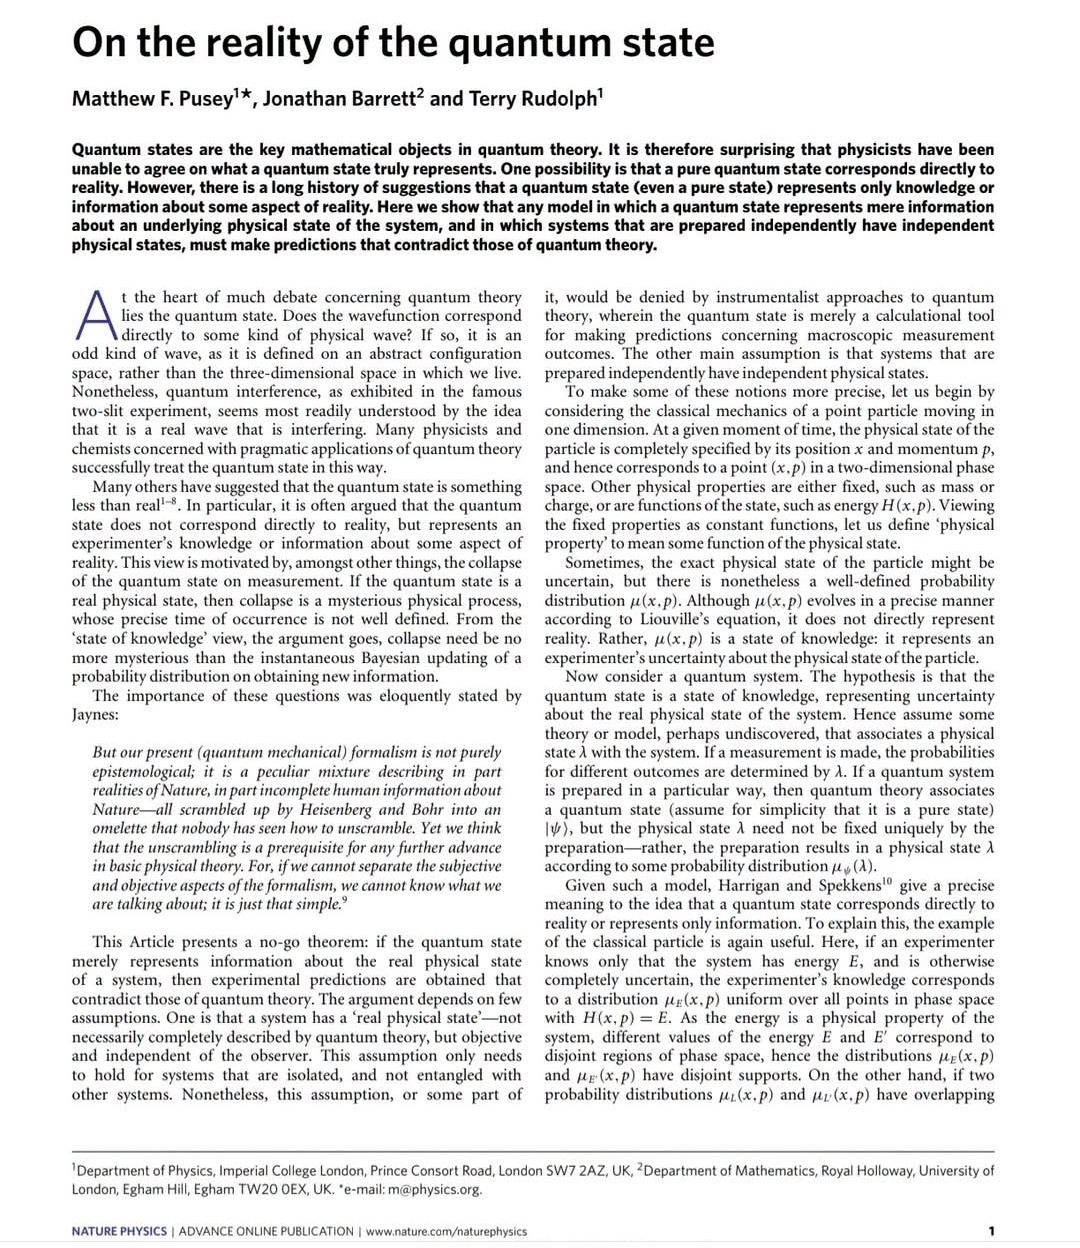 On the reality of the quantum state
Matthew F. Pusey¹*, Jonathan Barrett² and Terry Rudolph¹
Quantum states are the key mathematical objects in quantum theory. It is therefore surprising that physicists have been
unable to agree on what a quantum state truly represents. One possibility is that a pure quantum state corresponds directly to
reality. However, there is a long history of suggestions that a quantum state (even a pure state) represents only knowledge or
information about some aspect of reality. Here we show that any model in which a quantum state represents mere information
about an underlying physical state of the system, and in which systems that are prepared independently have independent
physical states, must make predictions that contradict those of quantum theory.
At the heart of much debate concerning quantum theory
lies the quantum state. Does the wavefunction correspond
directly to some kind of physical wave? If so, it is an
odd kind of wave, as it is defined on an abstract configuration
space, rather than the three-dimensional space in which we live.
Nonetheless, quantum interference, as exhibited in the famous
two-slit experiment, seems most readily understood by the idea
that it is a real wave that is interfering. Many physicists and
chemists concerned with pragmatic applications of quantum theory
successfully treat the quantum state in this way.
Many others have suggested that the quantum state is something
less than real¹⁻⁸. In particular, it is often argued that the quantum
state does not correspond directly to reality, but represents an
experimenter's knowledge or information about some aspect of
reality. This view is motivated by, amongst other things, the collapse
of the quantum state on measurement. If the quantum state is a
real physical state, then collapse is a mysterious physical process,
whose precise time of occurrence is not well defined. From the
'state of knowledge' view, the argument goes, collapse need be no
more mysterious than the instantaneous Bayesian updating of a
probability distribution on obtaining new information.
The importance of these questions was eloquently stated by
Jaynes:
But our present (quantum mechanical) formalism is not purely
epistemological; it is a peculiar mixture describing in part
realities of Nature, in part incomplete human information about
Nature—all scrambled up by Heisenberg and Bohr into an
omelette that nobody has seen how to unscramble. Yet we think
that the unscrambling is a prerequisite for any further advance
in basic physical theory. For, if we cannot separate the subjective
and objective aspects of the formalism, we cannot know what we
are talking about; it is just that simple.⁹
This Article presents a no-go theorem: if the quantum state
merely represents information about the real physical state
of a system, then experimental predictions are obtained that
contradict those of quantum theory. The argument depends on few
assumptions. One is that a system has a 'real physical state'—not
necessarily completely described by quantum theory, but objective
and independent of the observer. This assumption only needs
to hold for systems that are isolated, and not entangled with
other systems. Nonetheless, this assumption, or some part of
it, would be denied by instrumentalist approaches to quantum
theory, wherein the quantum state is merely a calculational tool
for making predictions concerning macroscopic measurement
outcomes. The other main assumption is that systems that are
prepared independently have independent physical states.
To make some of these notions more precise, let us begin by
considering the classical mechanics of a point particle moving in
one dimension. At a given moment of time, the physical state of the
particle is completely specified by its position x and momentum p,
and hence corresponds to a point (x,p) in a two-dimensional phase
space. Other physical properties are either fixed, such as mass or
charge, or are functions of the state, such as energy H(x,p). Viewing
the fixed properties as constant functions, let us define 'physical
property' to mean some function of the physical state.
Sometimes, the exact physical state of the particle might be
uncertain, but there is nonetheless a well-defined probability
distribution μ(x,p). Although μ(x,p) evolves in a precise manner
according to Liouville's equation, it does not directly represent
reality. Rather, μ(x,p) is a state of knowledge: it represents an
experimenter's uncertainty about the physical state of the particle.
Now consider a quantum system. The hypothesis is that the
quantum state is a state of knowledge, representing uncertainty
about the real physical state of the system. Hence assume some
theory or model, perhaps undiscovered, that associates a physical
state λ with the system. If a measurement is made, the probabilities
for different outcomes are determined by λ. If a quantum system
is prepared in a particular way, then quantum theory associates
a quantum state (assume for simplicity that it is a pure state)
|ψ⟩, but the physical state λ need not be fixed uniquely by the
preparation—rather, the preparation results in a physical state λ
according to some probability distribution μ_ψ(λ).
Given such a model, Harrigan and Spekkens¹⁰ give a precise
meaning to the idea that a quantum state corresponds directly to
reality or represents only information. To explain this, the example
of the classical particle is again useful. Here, if an experimenter
knows only that the system has energy E, and is otherwise
completely uncertain, the experimenter's knowledge corresponds
to a distribution μ_E(x,p) uniform over all points in phase space
with H(x,p) = E. As the energy is a physical property of the
system, different values of the energy E and E′ correspond to
disjoint regions of phase space, hence the distributions μ_E(x,p)
and μ_E′(x,p) have disjoint supports. On the other hand, if two
probability distributions μ_L(x,p) and μ_L′(x,p) have overlapping
¹Department of Physics, Imperial College London, Prince Consort Road, London SW7 2AZ, UK, ²Department of Mathematics, Royal Holloway, University of
London, Egham Hill, Egham TW20 0EX, UK. *e-mail: m@physics.org.
NATURE PHYSICS | ADVANCE ONLINE PUBLICATION | www.nature.com/naturephysics 1